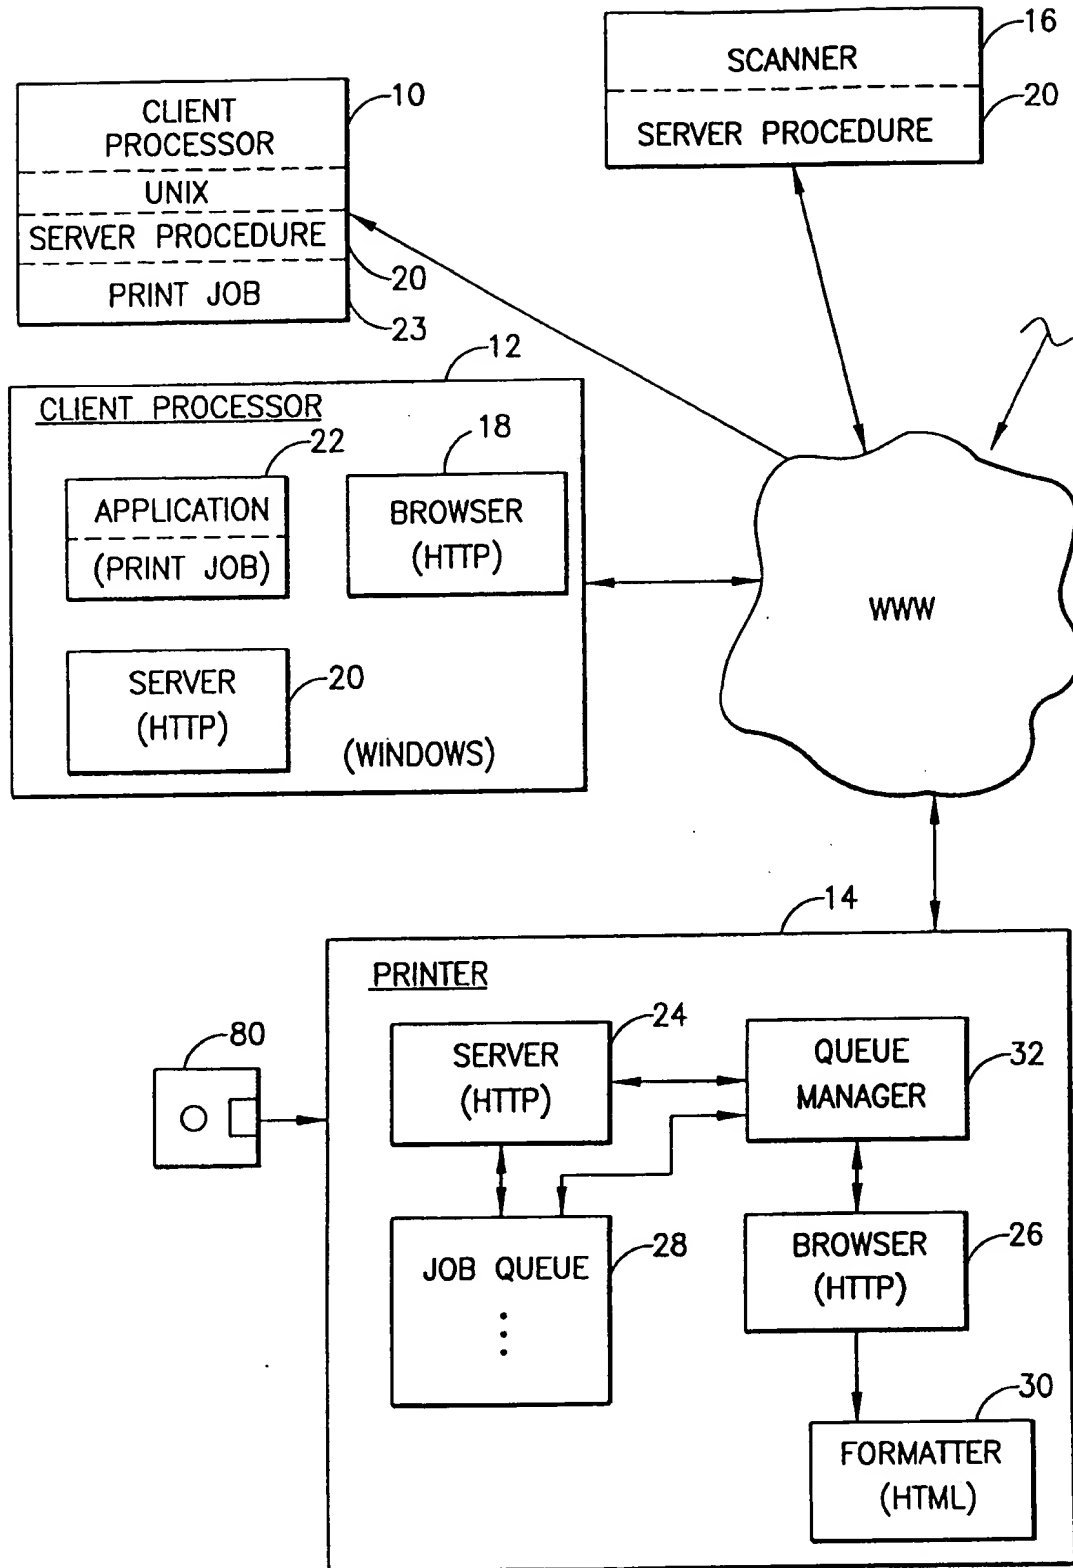 16
SCANNER
20
SERVER PROCEDURE
10
CLIENT
PROCESSOR
UNIX
SERVER PROCEDURE
20
PRINT JOB
23
12
CLIENT PROCESSOR
22
18
APPLICATION
(PRINT JOB)
BROWSER
(HTTP)
WWW
SERVER
(HTTP)
20
(WINDOWS)
14
PRINTER
80
24
SERVER
(HTTP)
QUEUE
MANAGER
32
JOB QUEUE
28
BROWSER
(HTTP)
26
30
FORMATTER
(HTML)